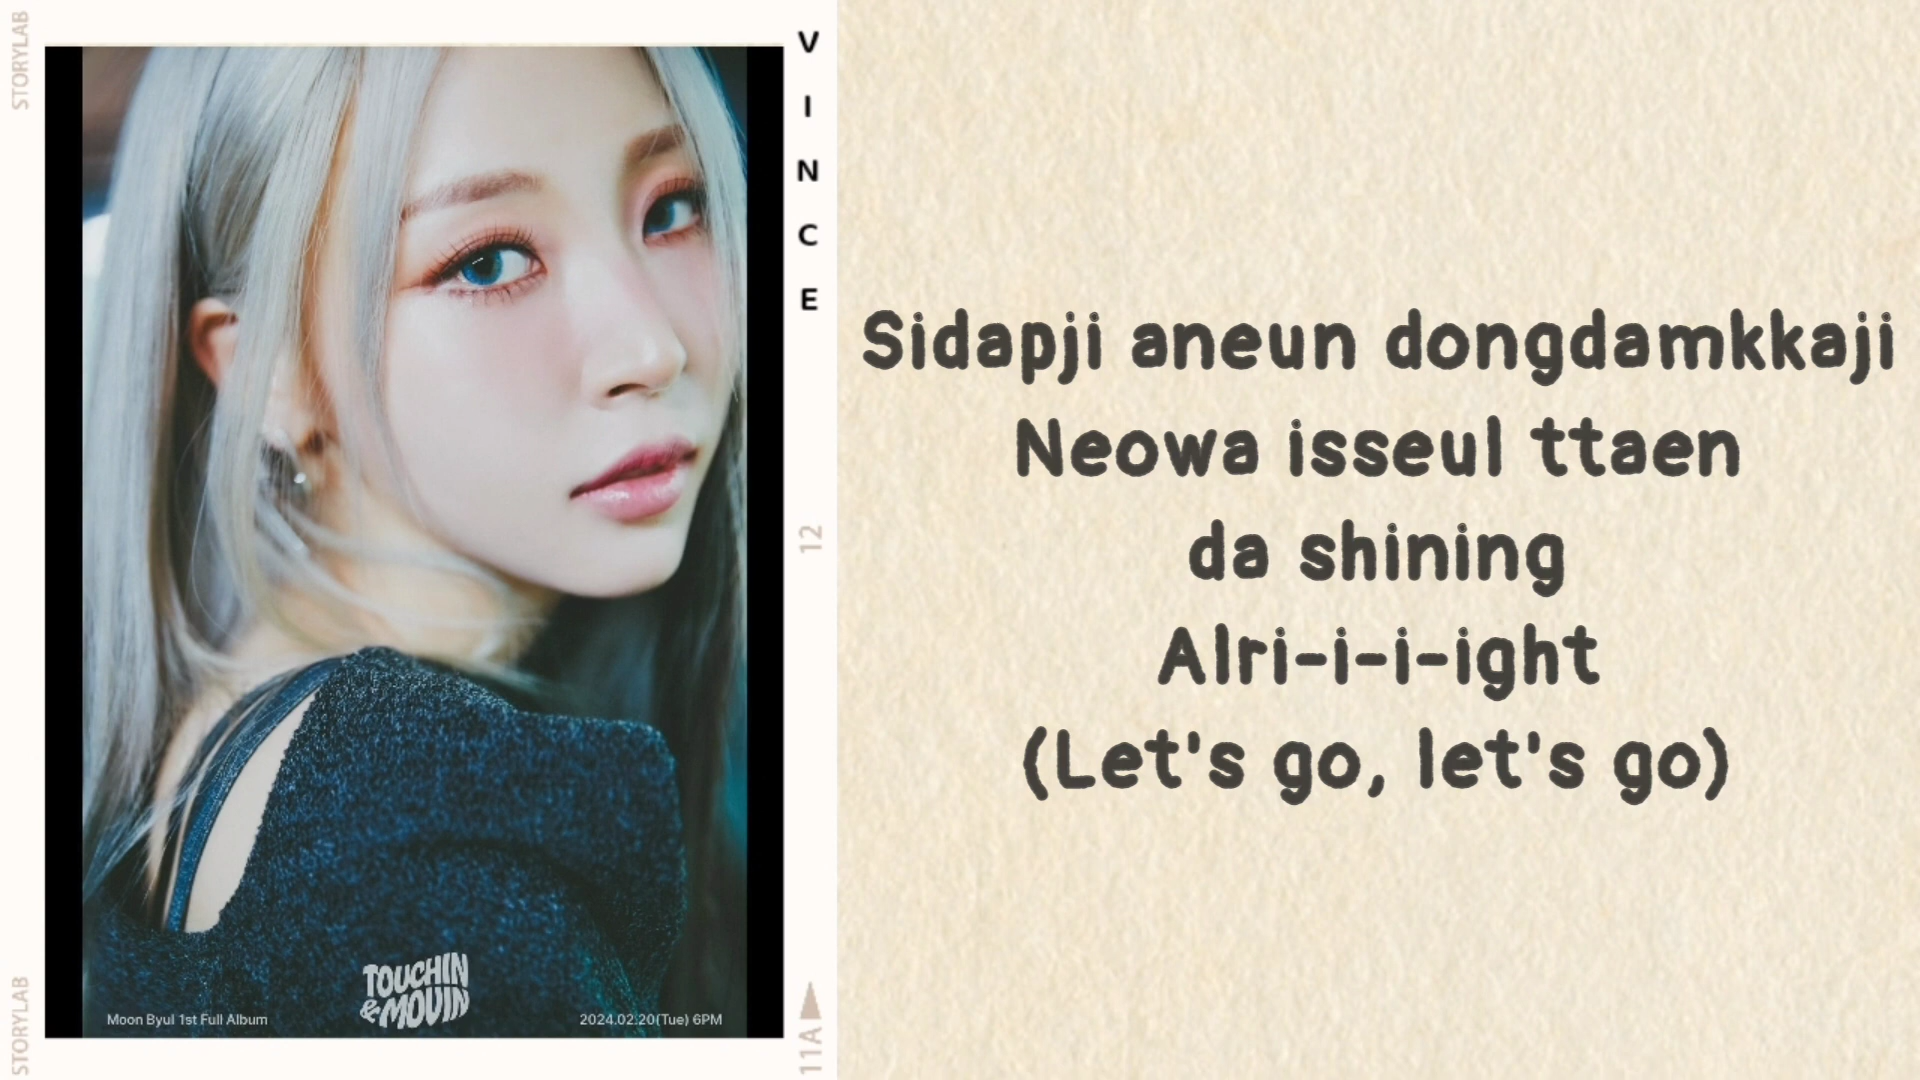 STORYLAB
VINCE
12
11A
STORYLAB
TOUCHIN
&MOVIN
Moon Byul 1st Full Album
2024.02.20(Tue) 6PM
Sidapji aneun dongdamkkaji
Neowa isseul ttaen
da shining
Alri-i-i-ight
(Let's go, let's go)